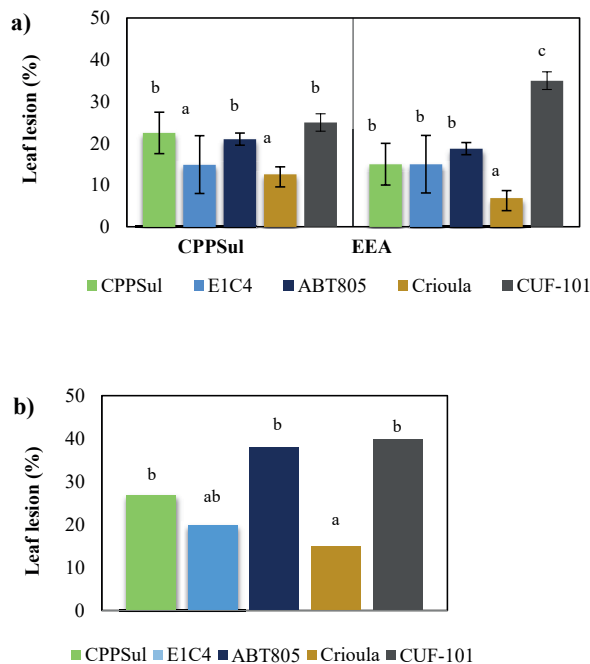 a)
Leaf lesion (%)
50
40
30
20
10
0
b a b a b b b b a c
CPPSul EEA
CPPSul E1C4 ABT805 Crioula CUF-101
b)
Leaf lesion (%)
50
40
30
20
10
0
b ab b a b
CPPSul E1C4 ABT805 Crioula CUF-101